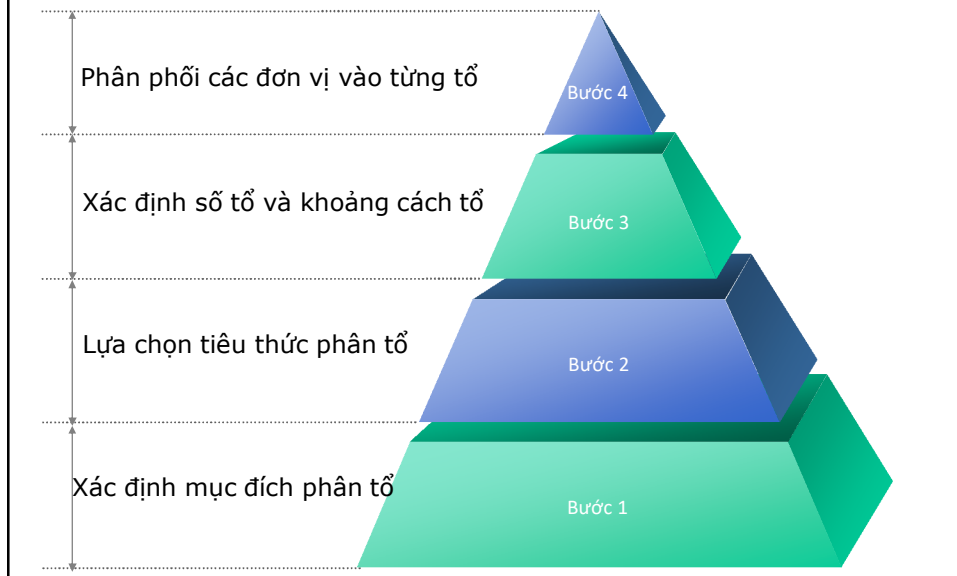 Phân phối các đơn vị vào từng tổ
Bước 4
Xác định số tổ và khoảng cách tổ
Bước 3
Lựa chọn tiêu thức phân tổ
Bước 2
Xác định mục đích phân tổ
Bước 1